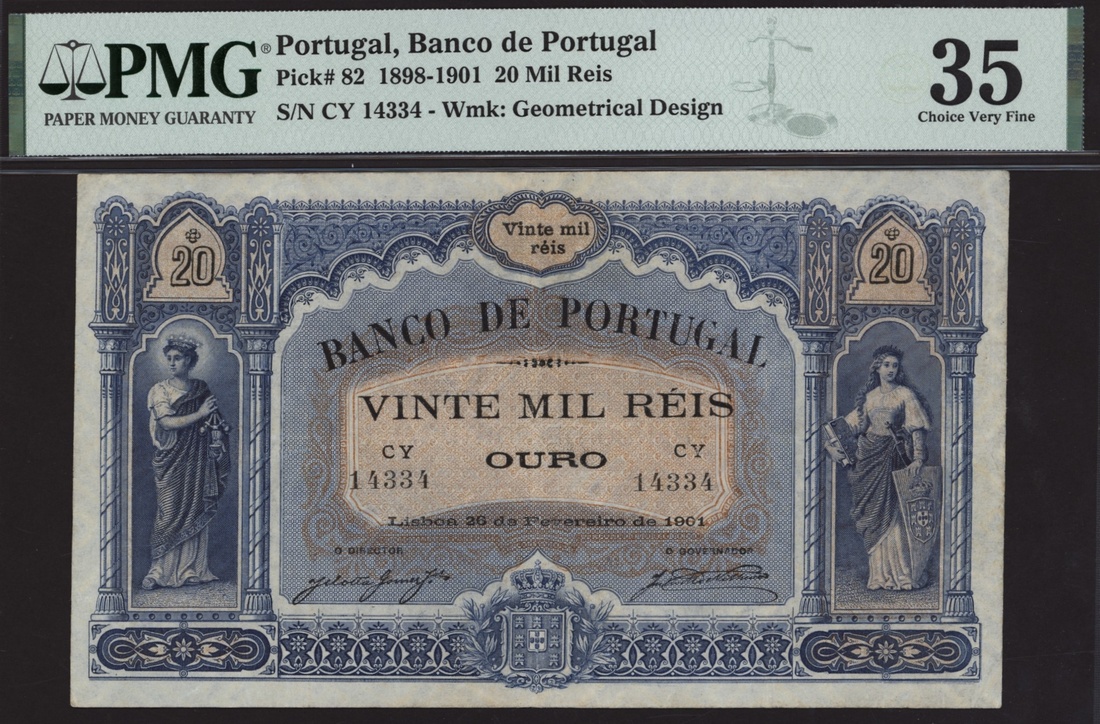 PMG®
PAPER MONEY GUARANTY
Portugal, Banco de Portugal
Pick# 82 1898-1901 20 Mil Reis
S/N CY 14334 - Wmk: Geometrical Design
35
Choice Very Fine
Vinte mil
réis
20
20
BANCO DE PORTUGAL
VINTE MIL RÉIS
CY
CY
OURO
14334
14334
Lisboa 26 de Fevereiro de 1901
O DIRECTOR
O GOVERNADOR
20
20